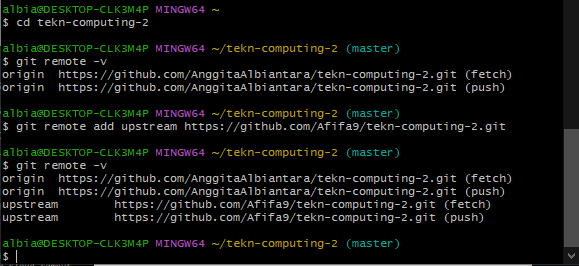 albia@DESKTOP-CLK3M4P MINGW64 ~
$ cd tekn-computing-2
albia@DESKTOP-CLK3M4P MINGW64 ~/tekn-computing-2 (master)
$ git remote -v
origin  https://github.com/AnggitaAlbiantara/tekn-computing-2.git (fetch)
origin  https://github.com/AnggitaAlbiantara/tekn-computing-2.git (push)
albia@DESKTOP-CLK3M4P MINGW64 ~/tekn-computing-2 (master)
$ git remote add upstream https://github.com/Afifa9/tekn-computing-2.git
albia@DESKTOP-CLK3M4P MINGW64 ~/tekn-computing-2 (master)
$ git remote -v
origin  https://github.com/AnggitaAlbiantara/tekn-computing-2.git (fetch)
origin  https://github.com/AnggitaAlbiantara/tekn-computing-2.git (push)
upstream        https://github.com/Afifa9/tekn-computing-2.git (fetch)
upstream        https://github.com/Afifa9/tekn-computing-2.git (push)
albia@DESKTOP-CLK3M4P MINGW64 ~/tekn-computing-2 (master)
$